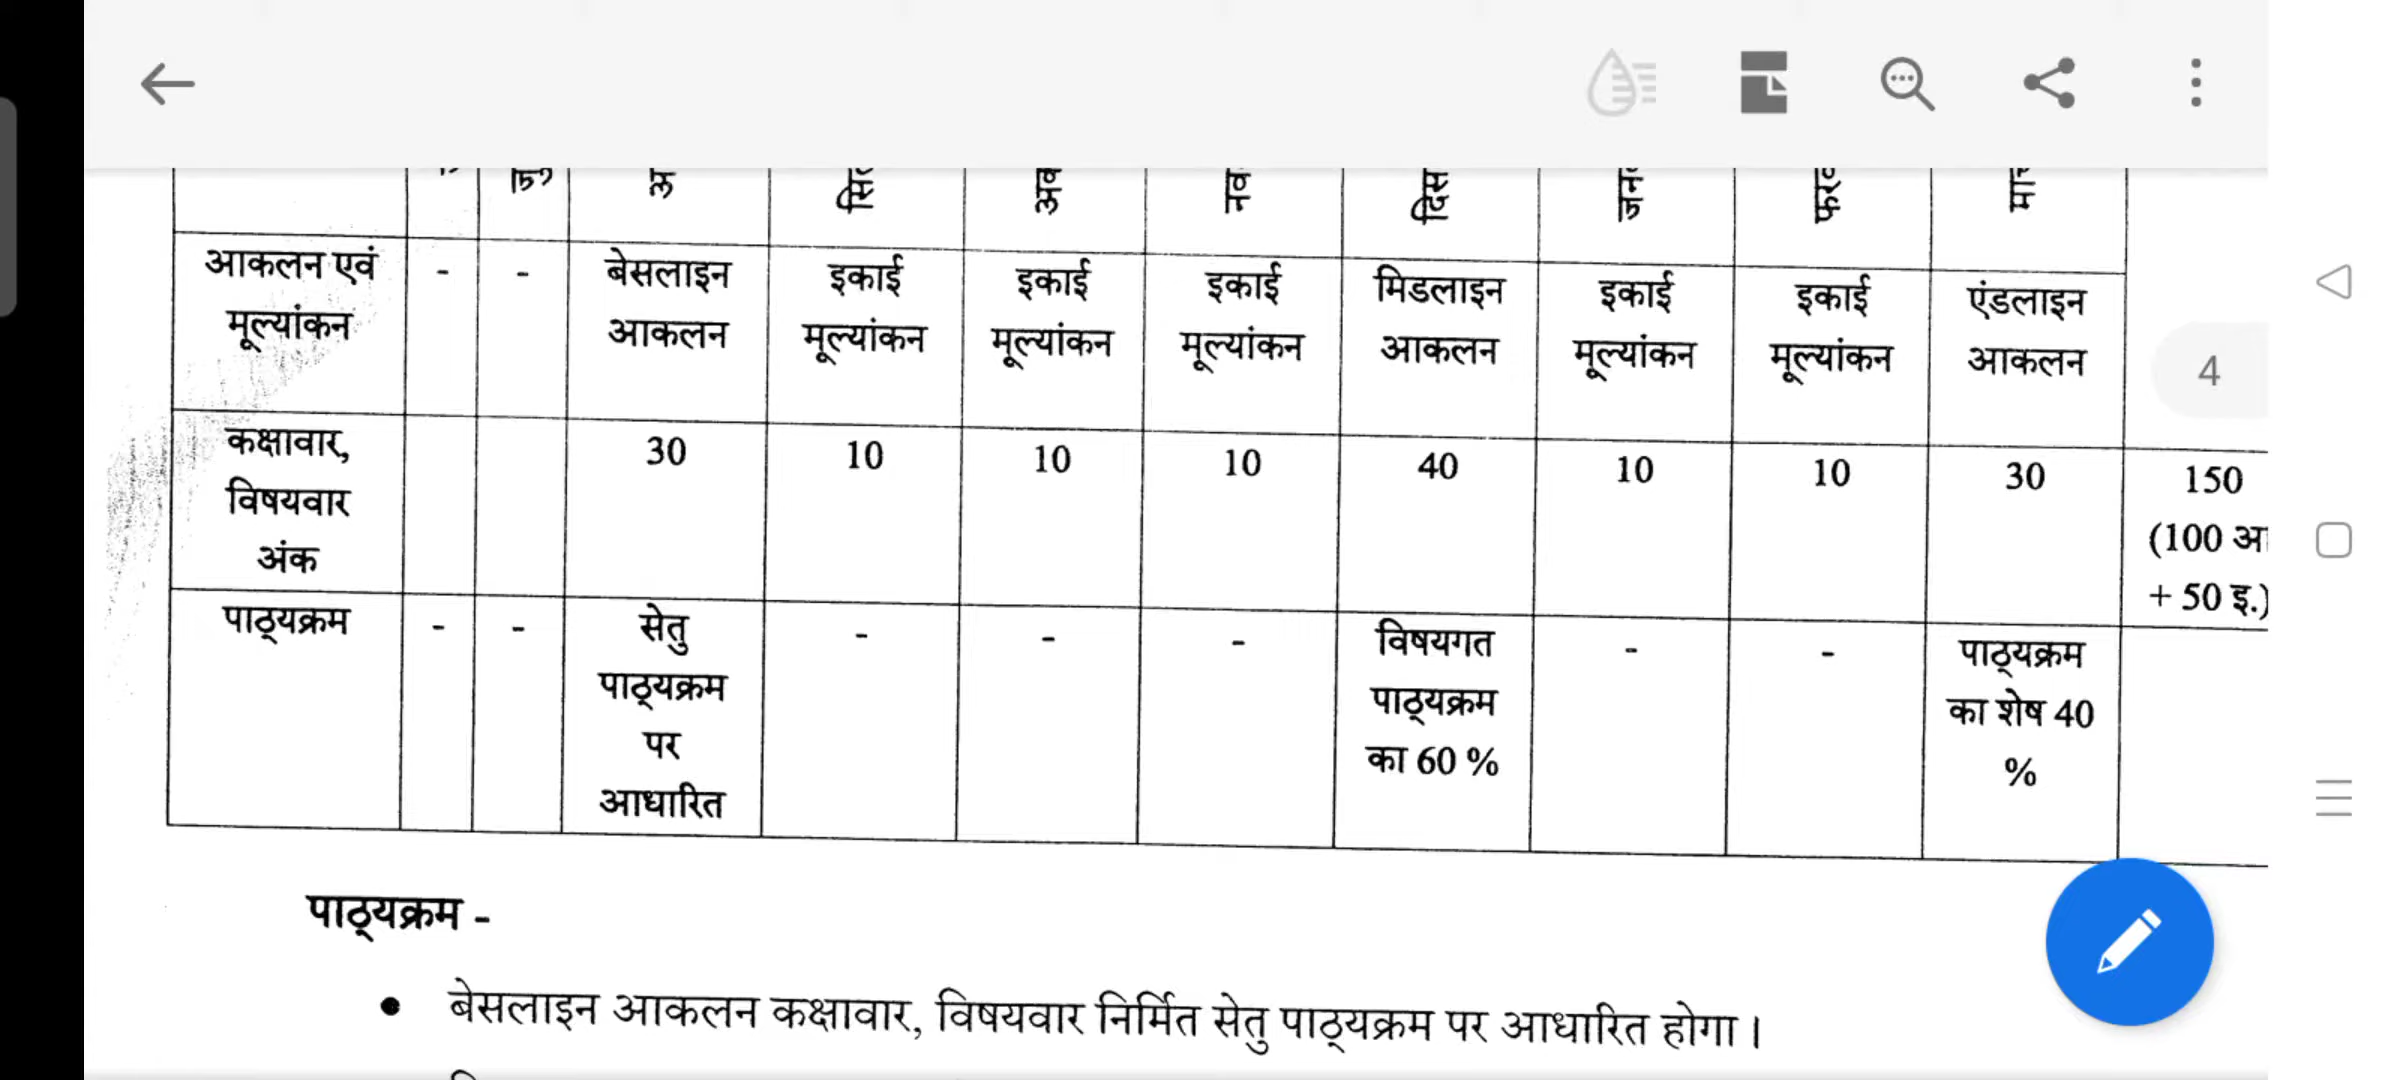 आकलन एवं - - बेसलाइन इकाई इकाई इकाई मिडलाइन इकाई इकाई एंडलाइन
मूल्यांकन आकलन मूल्यांकन मूल्यांकन मूल्यांकन आकलन मूल्यांकन मूल्यांकन आकलन
4
कक्षावार, 30 10 10 10 40 10 10 30 150
विषयवार (100 आ
अंक + 50 इ.)
पाठ्यक्रम - - सेतु - - - विषयगत - - पाठ्यक्रम
पाठ्यक्रम पाठ्यक्रम का शेष 40
पर का 60 % %
आधारित
पाठ्यक्रम -
• बेसलाइन आकलन कक्षावार, विषयवार निर्मित सेतु पाठ्यक्रम पर आधारित होगा।